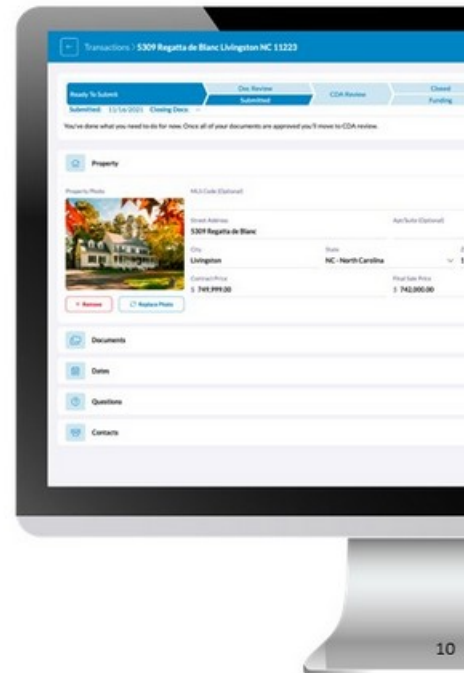 Transactions > 5309 Regatta de Blanc Livingston NC 11223
Ready To Submit
Doc Review
Submitted
CDA Review
Closed
Funding
Submitted: 11/16/2021 Closing Docs:
You've done what you need to do for now. Once all of your documents are approved you'll move to CDA review.
Property
Property Photo
MLS Code (Optional)
Street Address
Apt/Suite (Optional)
5309 Regatta de Blanc
City
State
Livingston
NC - North Carolina
Contract Price
Final Sale Price
$ 749,999.00
$ 742,000.00
Remove
Replace Photo
Documents
Dates
Questions
Contacts
10